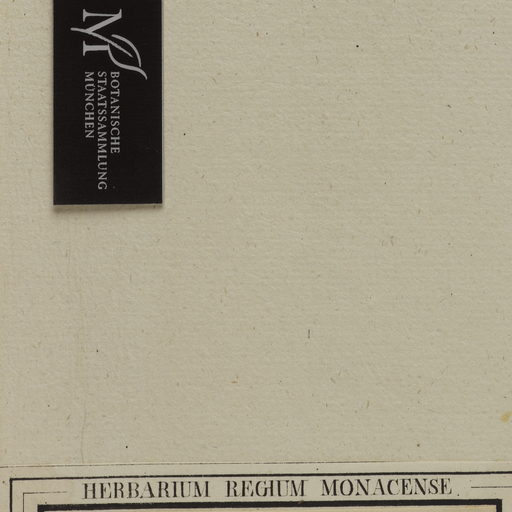 M
BOTANISCHE
STAATSSAMMLUNG
MÜNCHEN
HERBARIUM REGIUM MONACENSE.